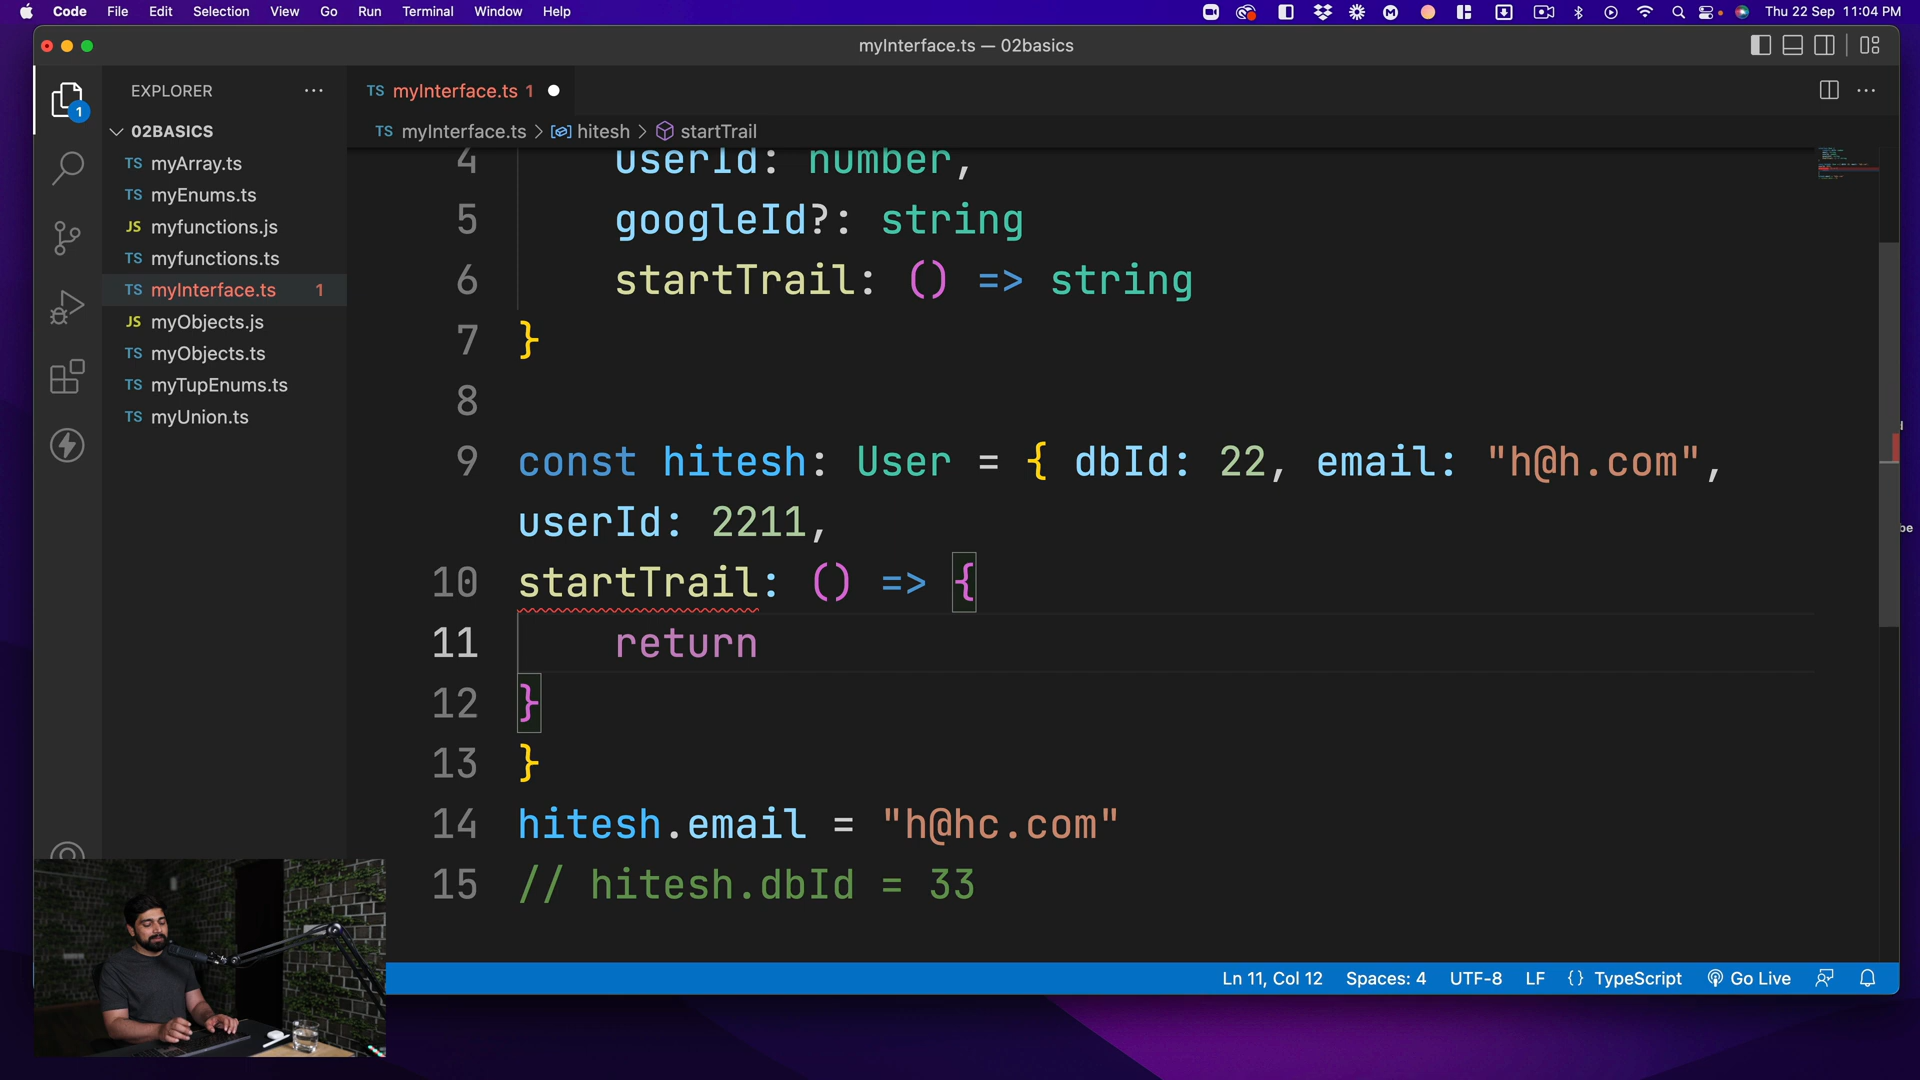 Code File Edit Selection View Go Run Terminal Window Help Thu 22 Sep 11:04 PM
myInterface.ts — 02basics
EXPLORER
TS myInterface.ts 1
1
02BASICS
TS myInterface.ts > hitesh > startTrail
TS myArray.ts
TS myEnums.ts
JS myfunctions.js
TS myfunctions.ts
TS myInterface.ts 1
JS myObjects.js
TS myObjects.ts
TS myTupEnums.ts
TS myUnion.ts
4 userId: number,
5 googleId?: string
6 startTrail: () => string
7 }
8
9 const hitesh: User = { dbId: 22, email: "h@h.com",
userId: 2211,
10 startTrail: () => {
11 return
12 }
13 }
14 hitesh.email = "h@hc.com"
15 // hitesh.dbId = 33
Ln 11, Col 12 Spaces: 4 UTF-8 LF {} TypeScript Go Live